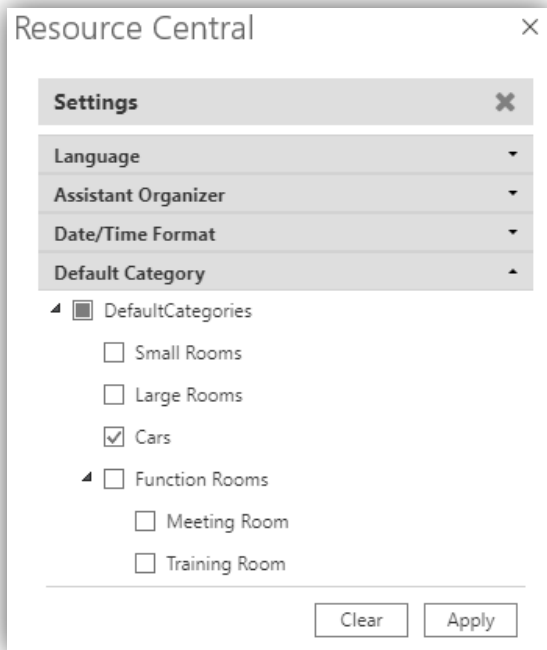 Resource Central
Settings
Language
Assistant Organizer
Date/Time Format
Default Category
DefaultCategories
Small Rooms
Large Rooms
Cars
Function Rooms
Meeting Room
Training Room
Clear Apply